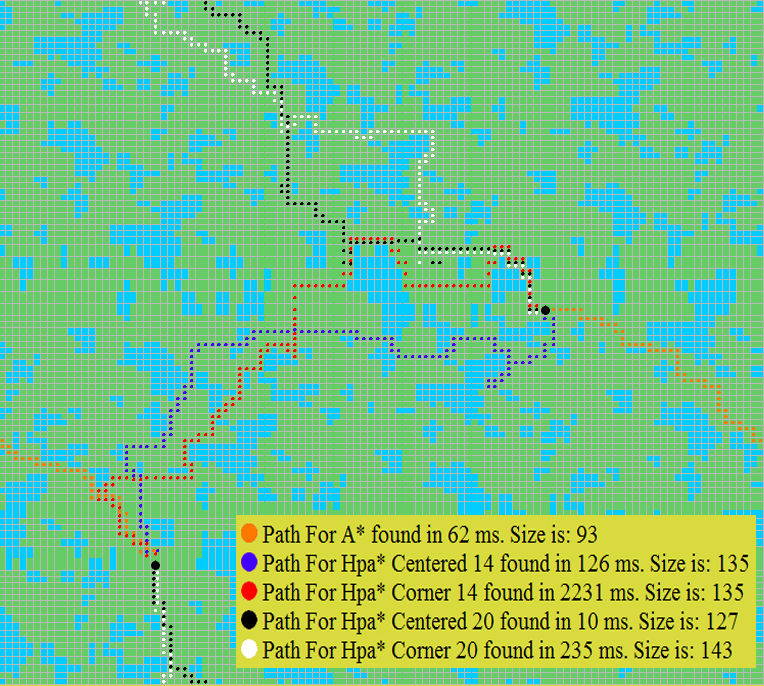 Path For A* found in 62 ms. Size is: 93
Path For Hpa* Centered 14 found in 126 ms. Size is: 135
Path For Hpa* Corner 14 found in 2231 ms. Size is: 135
Path For Hpa* Centered 20 found in 10 ms. Size is: 127
Path For Hpa* Corner 20 found in 235 ms. Size is: 143